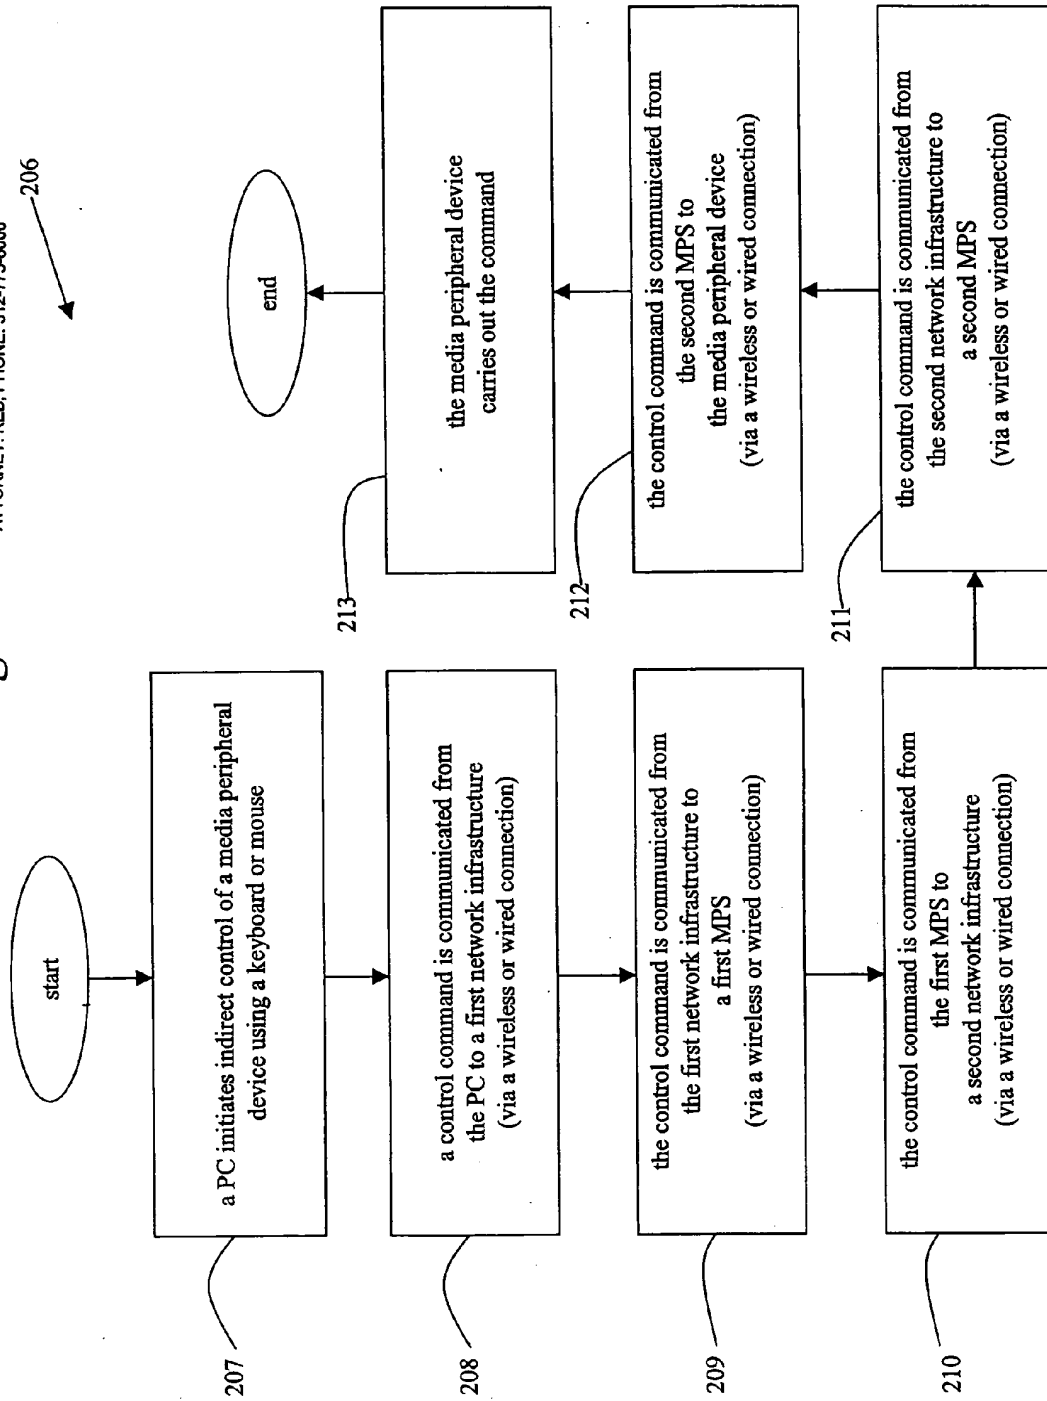 206
start
207
a PC initiates indirect control of a media peripheral
device using a keyboard or mouse
208
a control command is communicated from
the PC to a first network infrastructure
(via a wireless or wired connection)
209
the control command is communicated from
the first network infrastructure to
a first MPS
(via a wireless or wired connection)
210
the control command is communicated from
the first MPS to
a second network infrastructure
(via a wireless or wired connection)
211
the control command is communicated from
the second network infrastructure to
a second MPS
(via a wireless or wired connection)
212
the control command is communicated from
the second MPS to
the media peripheral device
(via a wireless or wired connection)
213
the media peripheral device
carries out the command
end